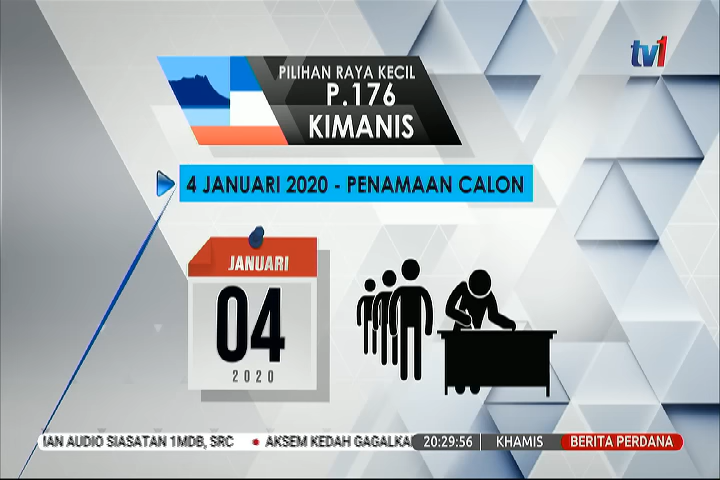 tv1
PILIHAN RAYA KECIL
P.176
KIMANIS
4 JANUARI 2020 - PENAMAAN CALON
JANUARI
04
2020
IAN AUDIO SIASATAN 1MDB, SRC • AKSEM KEDAH GAGALKA 20:29:56 | KHAMIS BERITA PERDANA